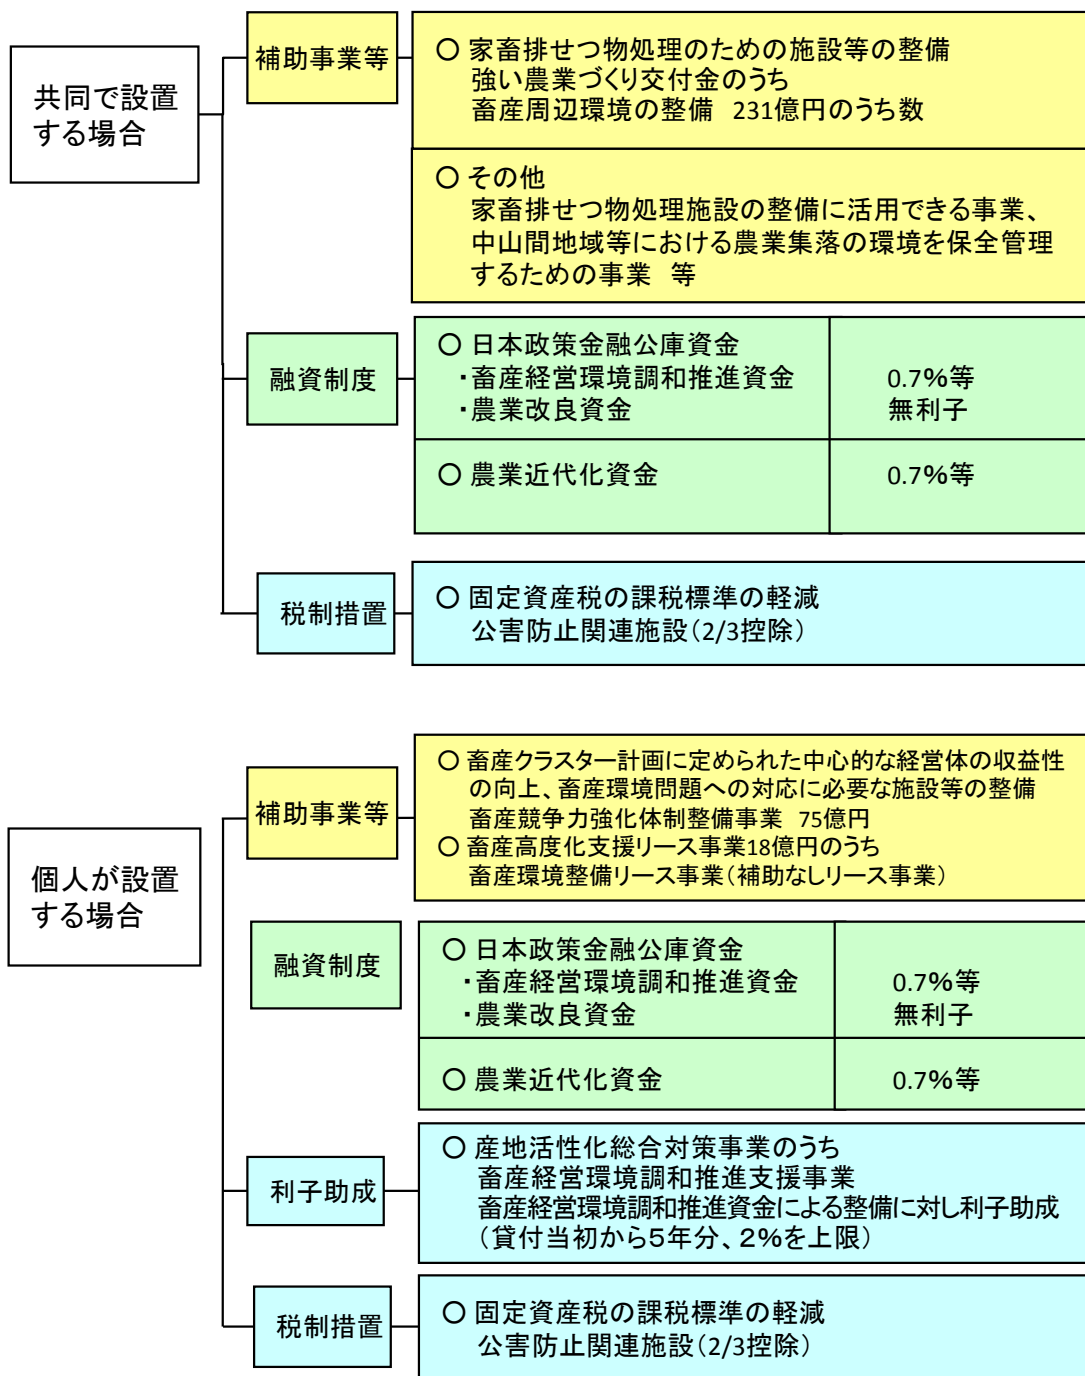 共同で設置
する場合
補助事業等
○ 家畜排せつ物処理のための施設等の整備
強い農業づくり交付金のうち
畜産周辺環境の整備 231億円のうち数
○ その他
家畜排せつ物処理施設の整備に活用できる事業、
中山間地域等における農業集落の環境を保全管理
するための事業 等
融資制度
○ 日本政策金融公庫資金
・畜産経営環境調和推進資金 0.7%等
・農業改良資金 無利子
○ 農業近代化資金 0.7%等
税制措置
○ 固定資産税の課税標準の軽減
公害防止関連施設(2/3控除)
個人が設置
する場合
補助事業等
○ 畜産クラスター計画に定められた中心的な経営体の収益性
の向上、畜産環境問題への対応に必要な施設等の整備
畜産競争力強化体制整備事業 75億円
○ 畜産高度化支援リース事業18億円のうち
畜産環境整備リース事業(補助なしリース事業)
融資制度
○ 日本政策金融公庫資金
・畜産経営環境調和推進資金 0.7%等
・農業改良資金 無利子
○ 農業近代化資金 0.7%等
利子助成
○ 産地活性化総合対策事業のうち
畜産経営環境調和推進支援事業
畜産経営環境調和推進資金による整備に対し利子助成
(貸付当初から5年分、2%を上限)
税制措置
○ 固定資産税の課税標準の軽減
公害防止関連施設(2/3控除)